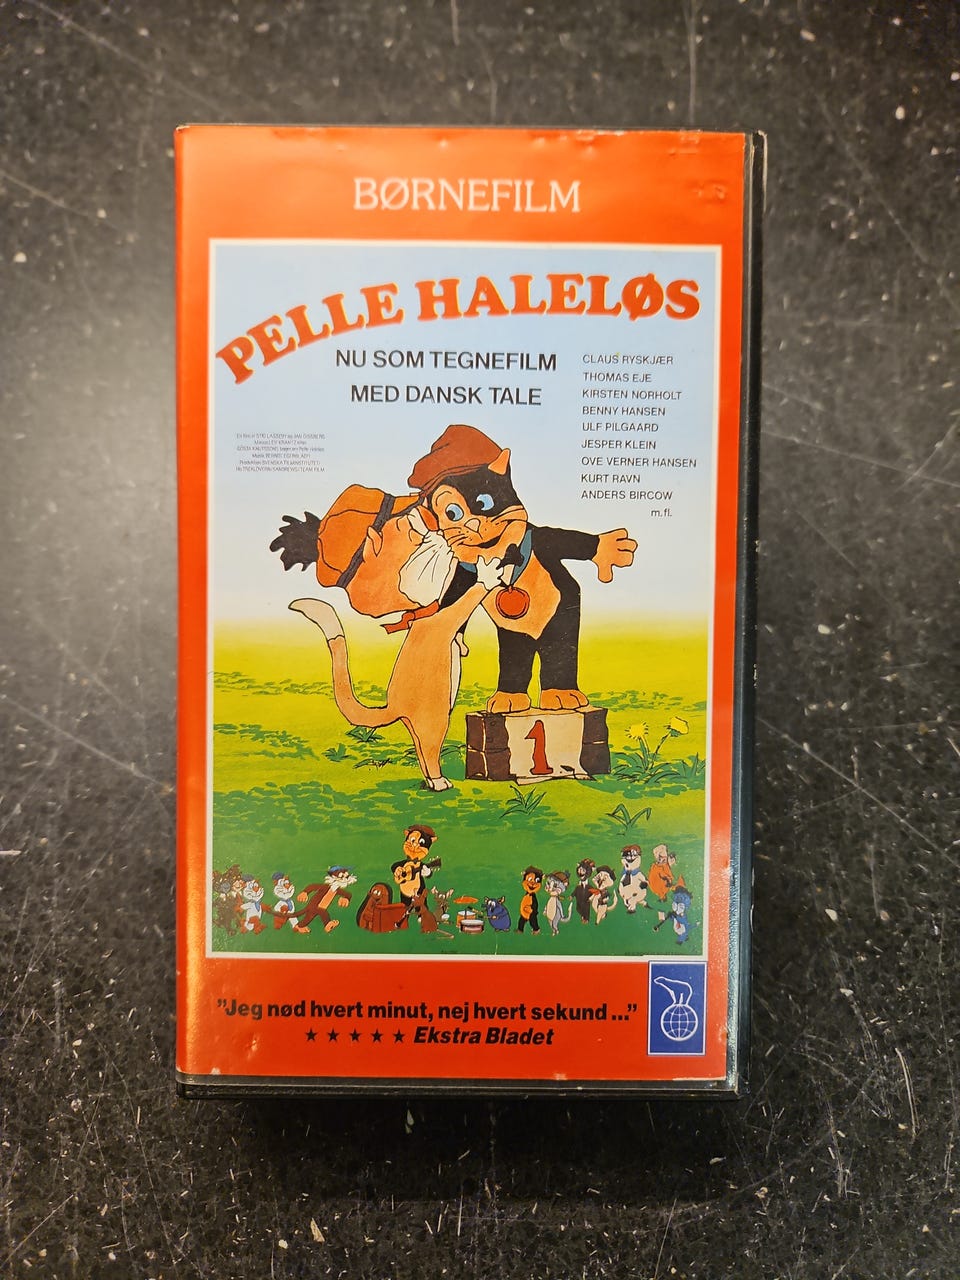 BØRNEFILM
PELLE HALELØS
NU SOM TEGNEFILM
MED DANSK TALE
CLAUS RYSKJÆR
THOMAS EJE
KIRSTEN NORHOLT
BENNY HANSEN
ULF PILGAARD
JESPER KLEIN
OVE VERNER HANSEN
KURT RAVN
ANDERS BIRCOW
m.fl.
1
"Jeg nød hvert minut, nej hvert sekund ..."
★ ★ ★ ★ ★ Ekstra Bladet